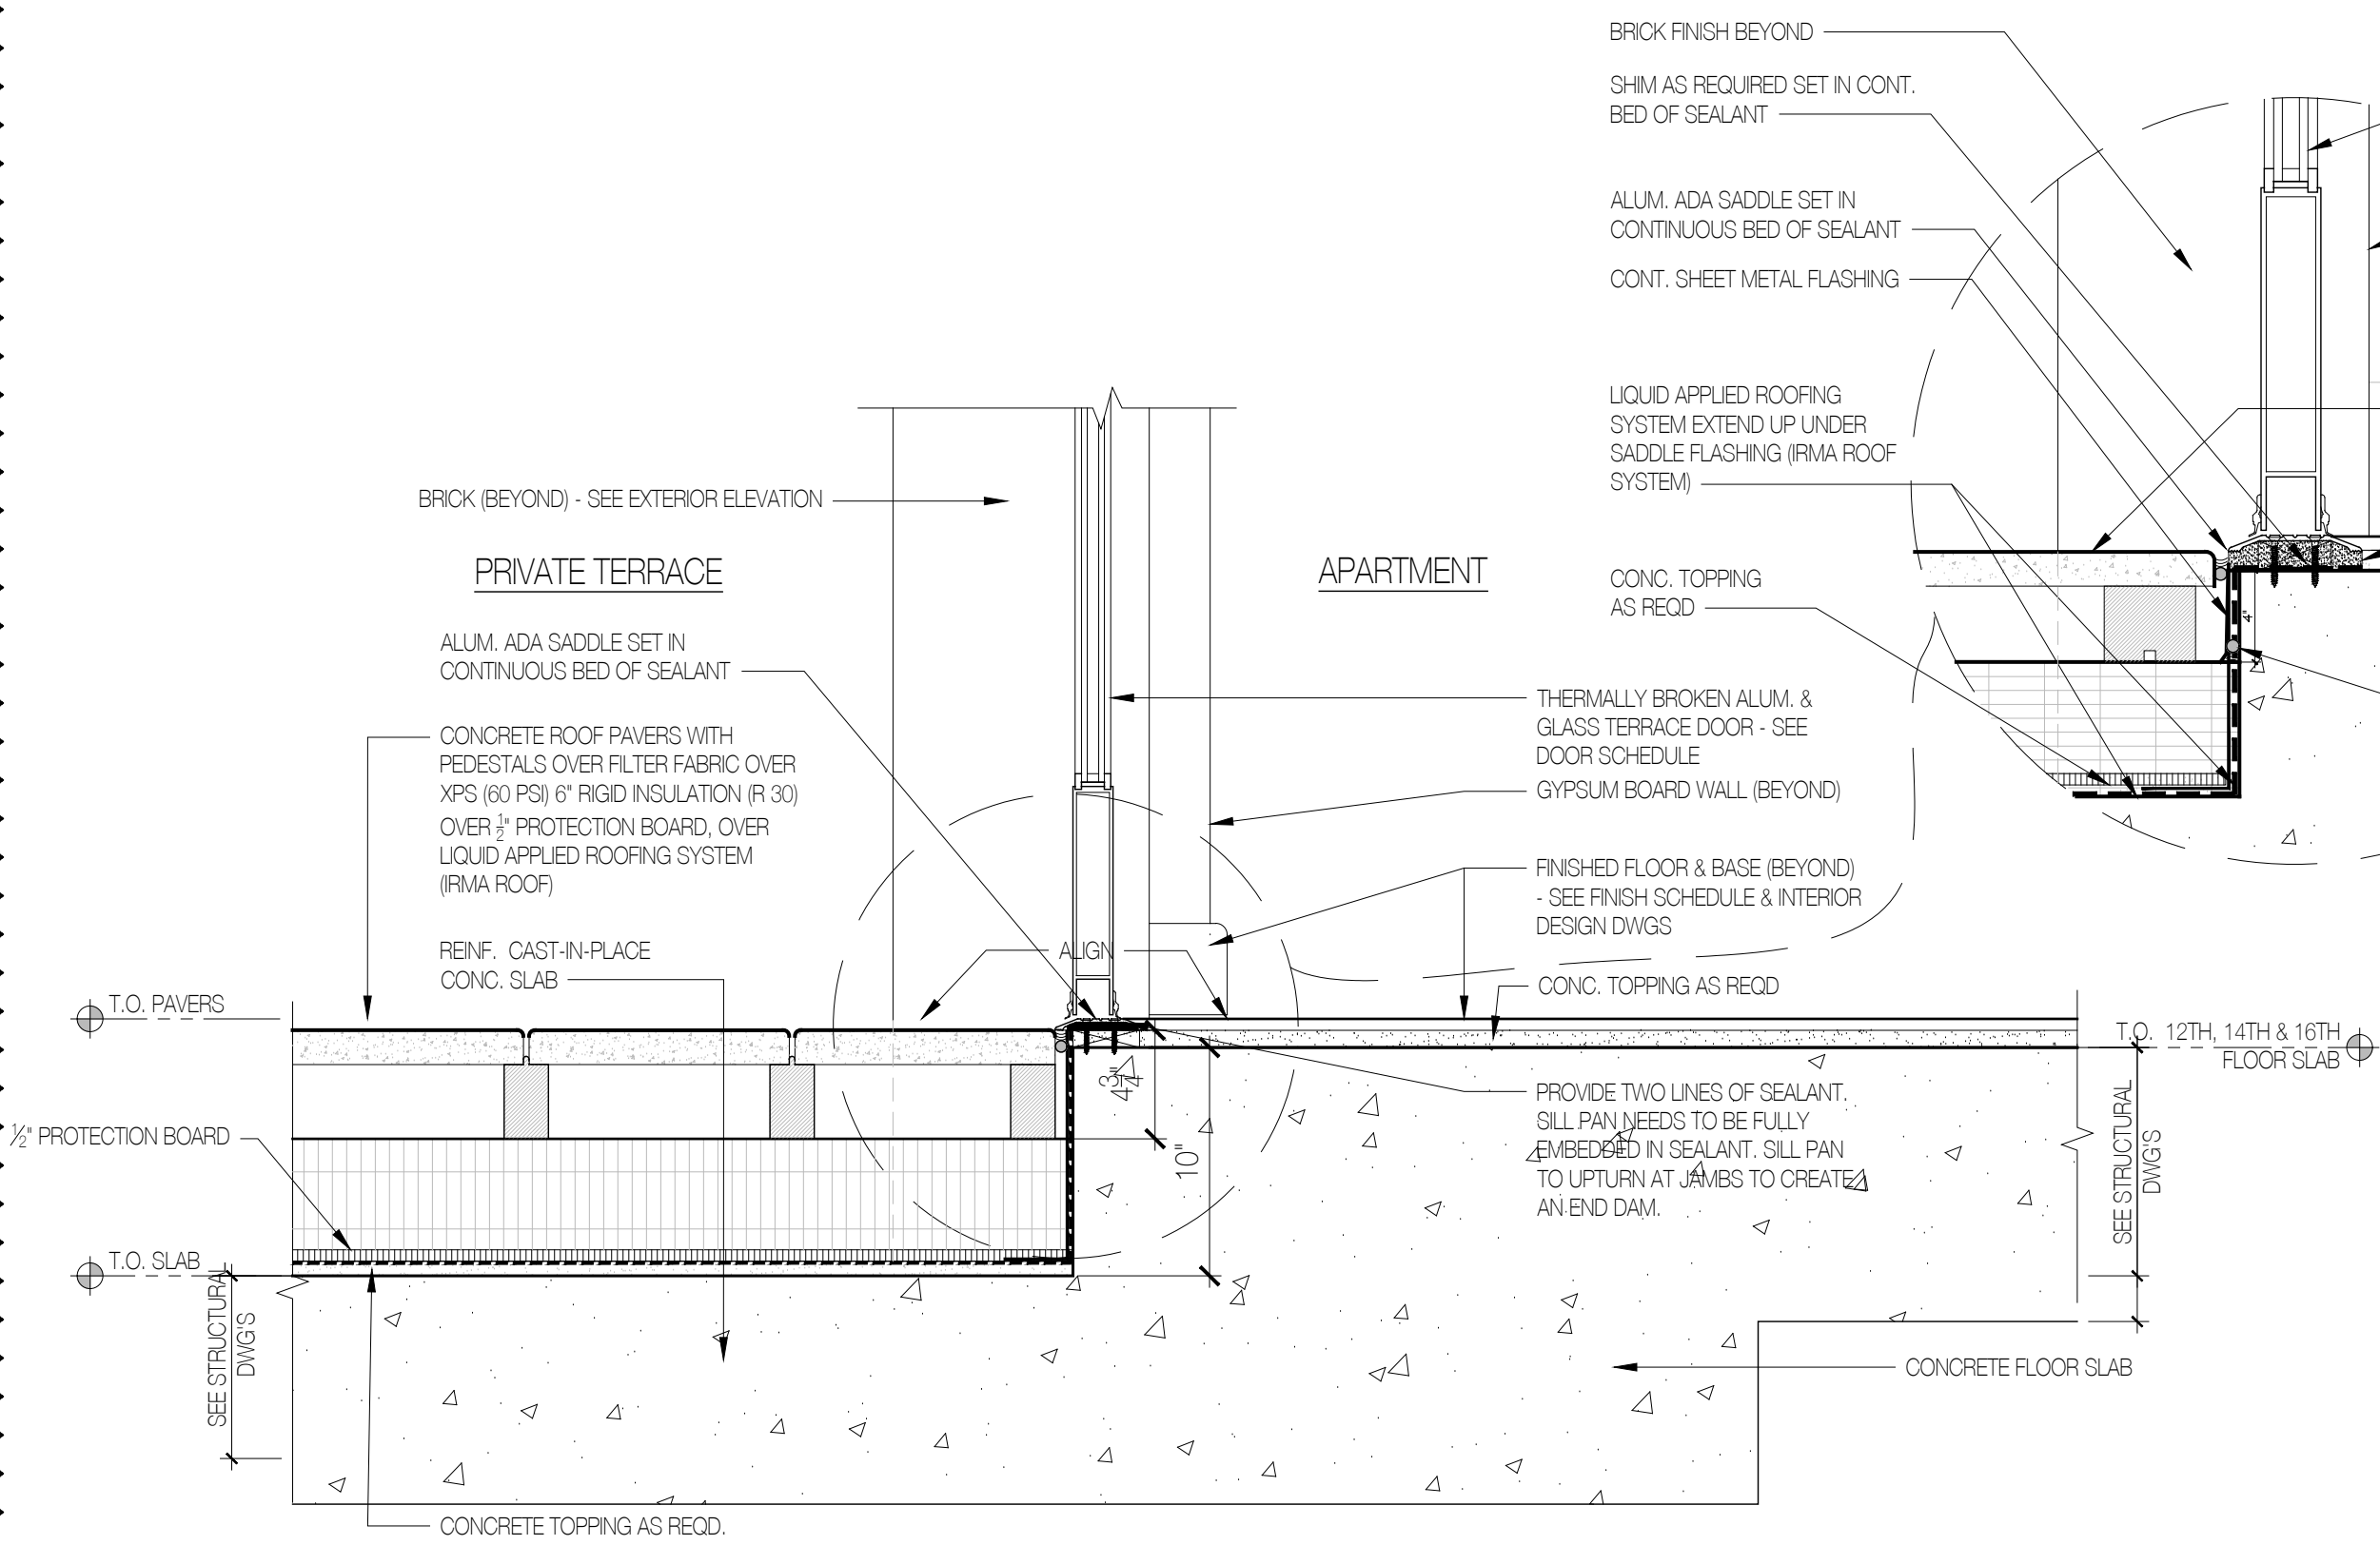 BRICK FINISH BEYOND
SHIM AS REQUIRED SET IN CONT.
BED OF SEALANT
ALUM. ADA SADDLE SET IN
CONTINUOUS BED OF SEALANT
CONT. SHEET METAL FLASHING
LIQUID APPLIED ROOFING
SYSTEM EXTEND UP UNDER
SADDLE FLASHING (IRMA ROOF
SYSTEM)
CONC. TOPPING
AS REQD
4"
BRICK (BEYOND) - SEE EXTERIOR ELEVATION
PRIVATE TERRACE
APARTMENT
ALUM. ADA SADDLE SET IN
CONTINUOUS BED OF SEALANT
CONCRETE ROOF PAVERS WITH
PEDESTALS OVER FILTER FABRIC OVER
XPS (60 PSI) 6" RIGID INSULATION (R 30)
OVER ½" PROTECTION BOARD, OVER
LIQUID APPLIED ROOFING SYSTEM
(IRMA ROOF)
REINF. CAST-IN-PLACE
CONC. SLAB
THERMALLY BROKEN ALUM. &
GLASS TERRACE DOOR - SEE
DOOR SCHEDULE
GYPSUM BOARD WALL (BEYOND)
FINISHED FLOOR & BASE (BEYOND)
- SEE FINISH SCHEDULE & INTERIOR
DESIGN DWGS
ALIGN
CONC. TOPPING AS REQD
T.O. PAVERS
T.O. 12TH, 14TH & 16TH
FLOOR SLAB
PROVIDE TWO LINES OF SEALANT.
SILL PAN NEEDS TO BE FULLY
EMBEDDED IN SEALANT. SILL PAN
TO UPTURN AT JAMBS TO CREATE
AN END DAM.
10"
½" PROTECTION BOARD
T.O. SLAB
SEE STRUCTURAL
DWG'S
SEE STRUCTURAL
DWG'S
CONCRETE FLOOR SLAB
CONCRETE TOPPING AS REQD.